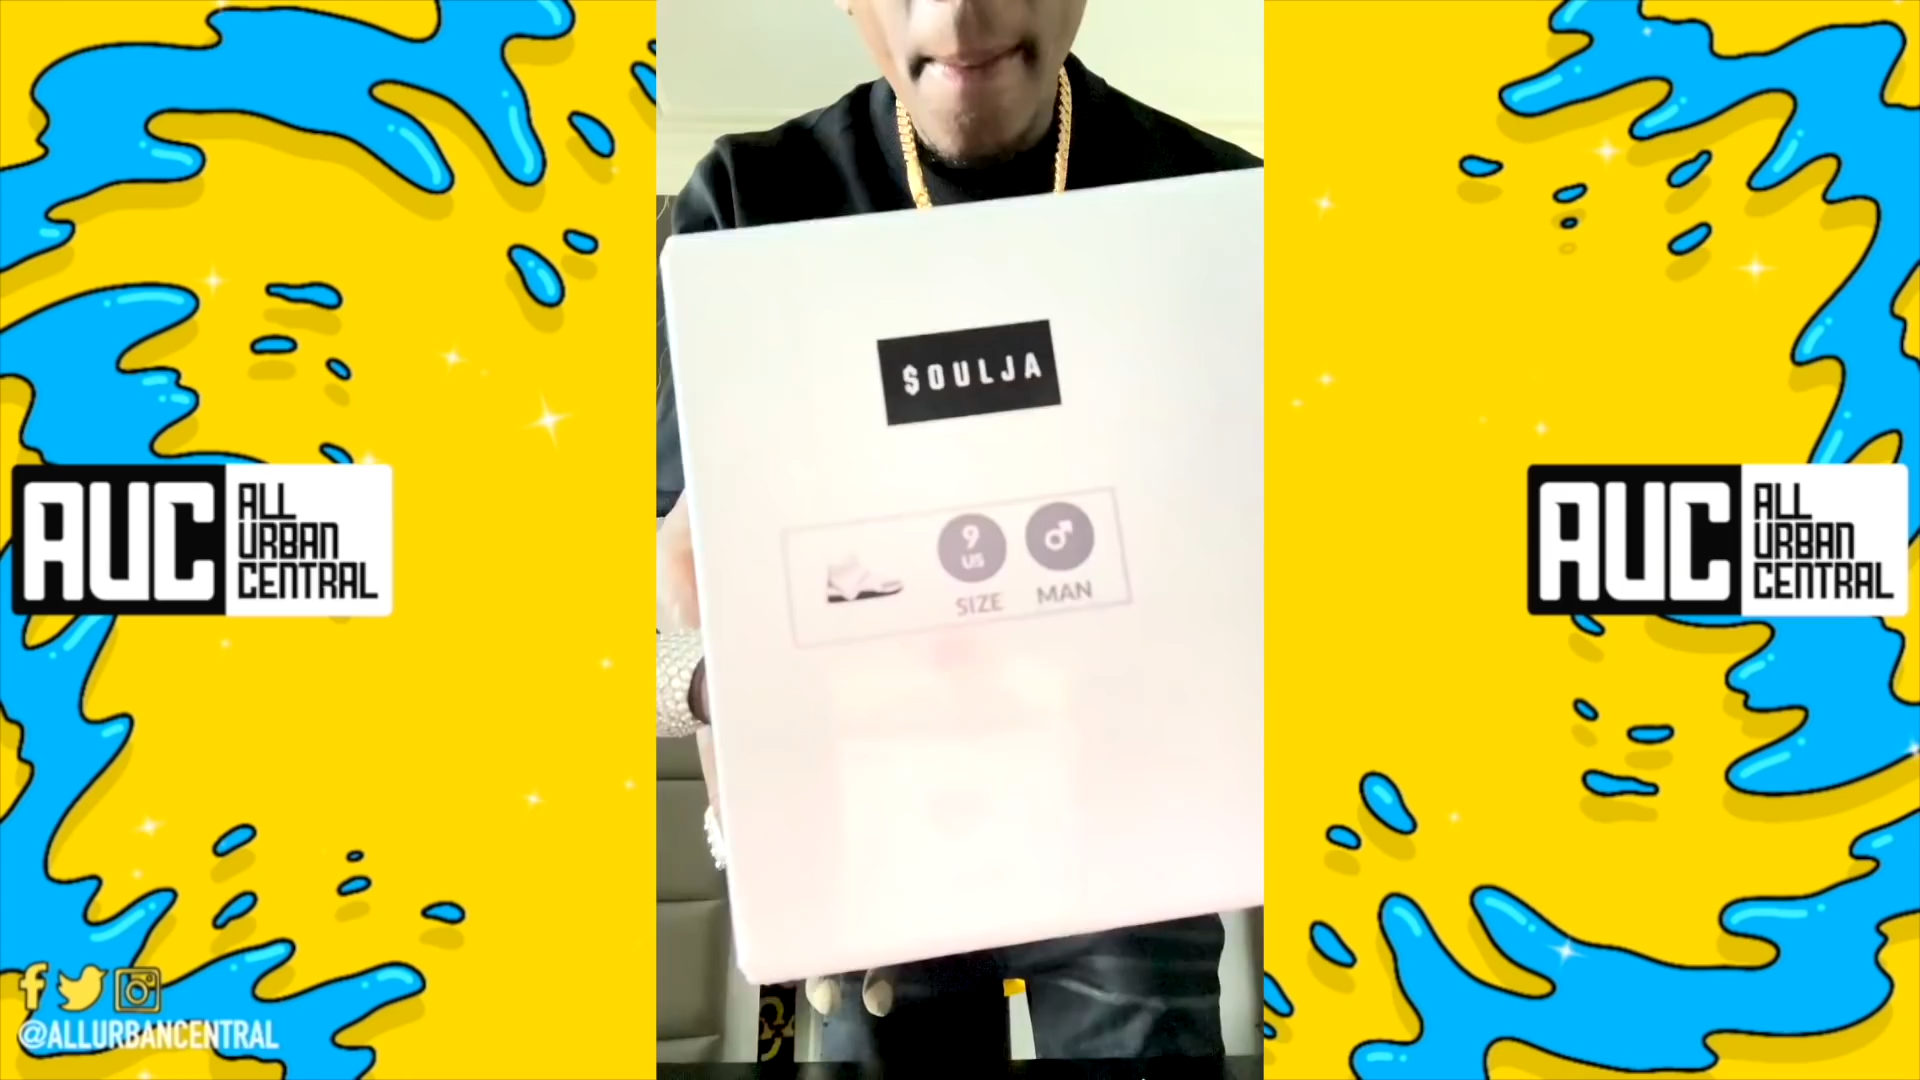 AUC
ALL
URBAN
CENTRAL
$OULJA
9
US
SIZE
MAN
AUC
ALL
URBAN
CENTRAL
@ALLURBANCENTRAL